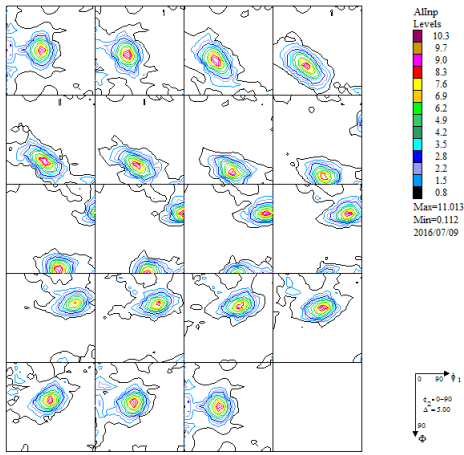 AlInp
Levels
10.3
9.7
9.0
8.3
7.6
6.9
6.2
4.9
4.2
3.5
2.8
2.2
1.5
0.8
Max=11.013
Min=0.112
2016/07/09
0 90 ϕ 1
ϕ2 = 0-90
Δ = 5.00
90
Φ